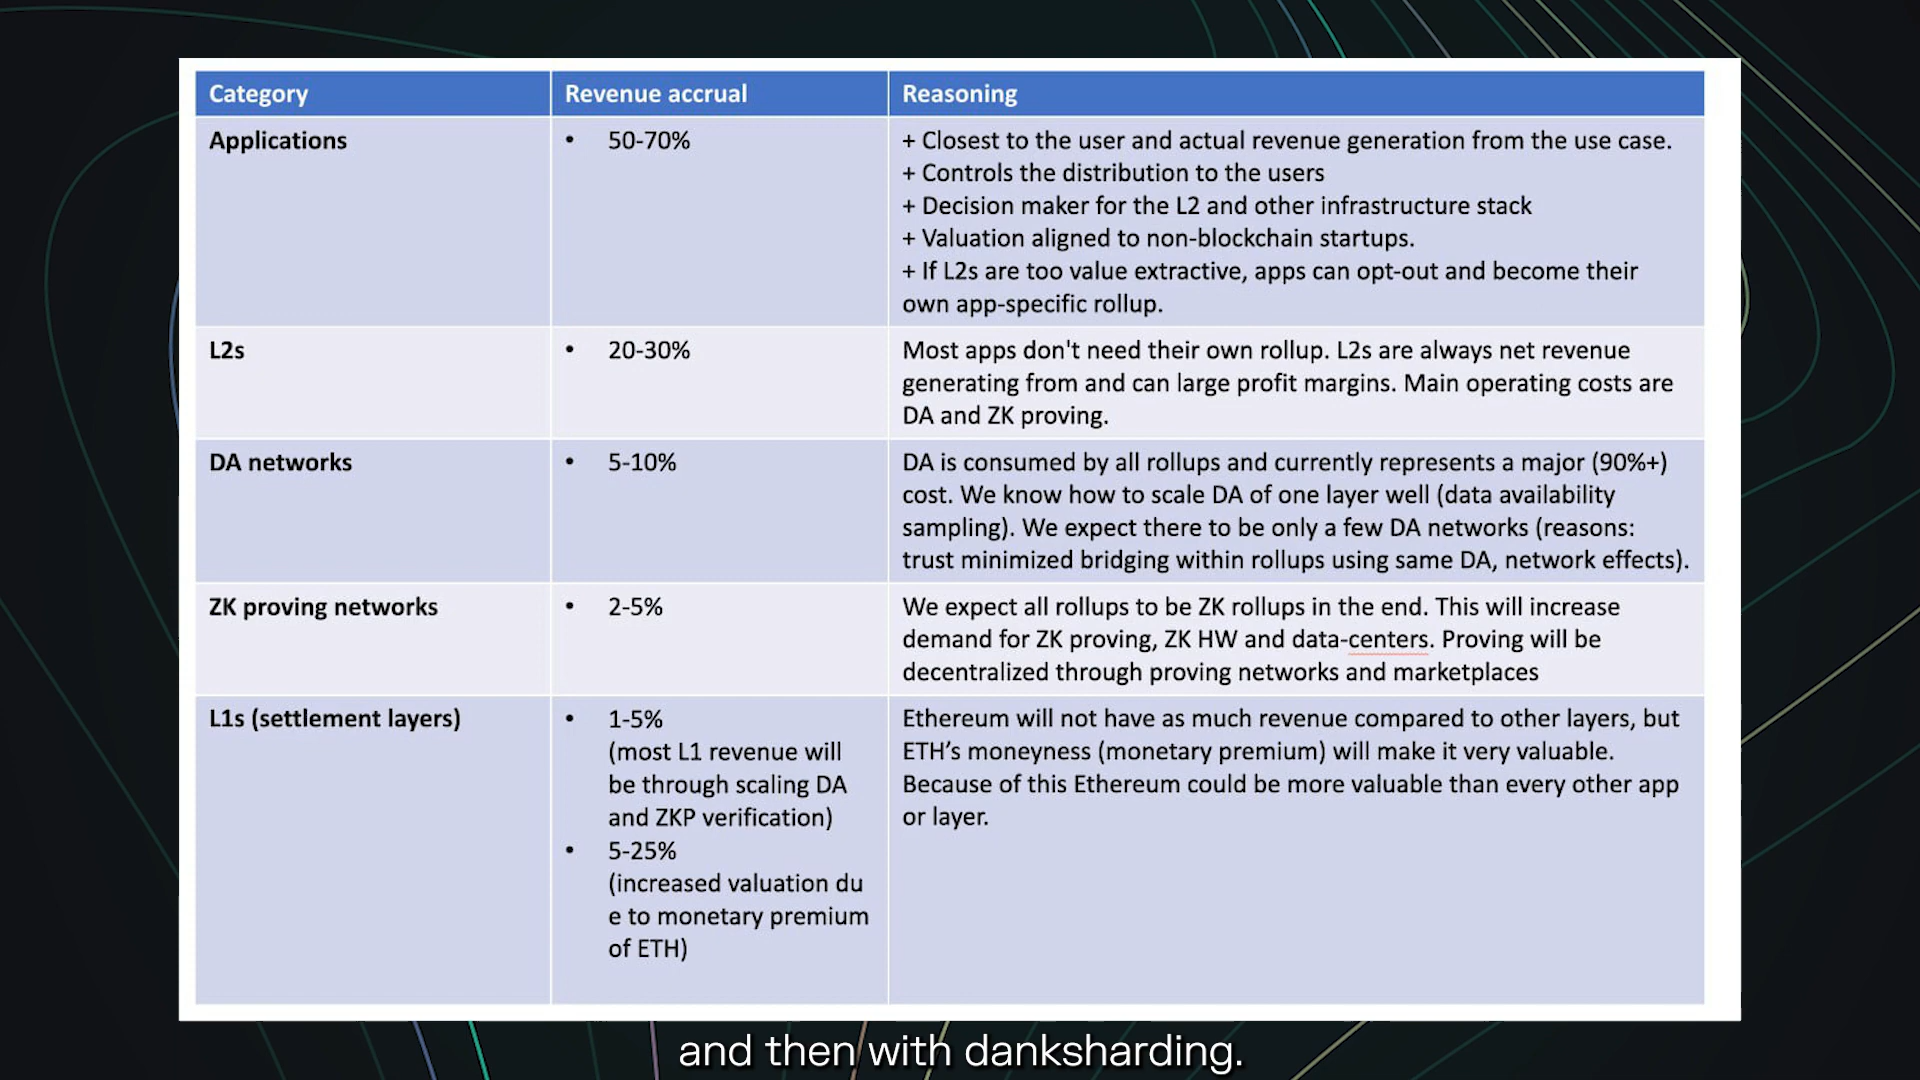 Category Revenue accrual Reasoning
Applications • 50-70% + Closest to the user and actual revenue generation from the use case.
+ Controls the distribution to the users
+ Decision maker for the L2 and other infrastructure stack
+ Valuation aligned to non-blockchain startups.
+ If L2s are too value extractive, apps can opt-out and become their
own app-specific rollup.
L2s • 20-30% Most apps don't need their own rollup. L2s are always net revenue
generating from and can large profit margins. Main operating costs are
DA and ZK proving.
DA networks • 5-10% DA is consumed by all rollups and currently represents a major (90%+)
cost. We know how to scale DA of one layer well (data availability
sampling). We expect there to be only a few DA networks (reasons:
trust minimized bridging within rollups using same DA, network effects).
ZK proving networks • 2-5% We expect all rollups to be ZK rollups in the end. This will increase
demand for ZK proving, ZK HW and data-centers. Proving will be
decentralized through proving networks and marketplaces
L1s (settlement layers) • 1-5%
(most L1 revenue will
be through scaling DA
and ZKP verification)
• 5-25%
(increased valuation du
e to monetary premium
of ETH)
Ethereum will not have as much revenue compared to other layers, but
ETH’s moneyness (monetary premium) will make it very valuable.
Because of this Ethereum could be more valuable than every other app
or layer.
and then with danksharding.